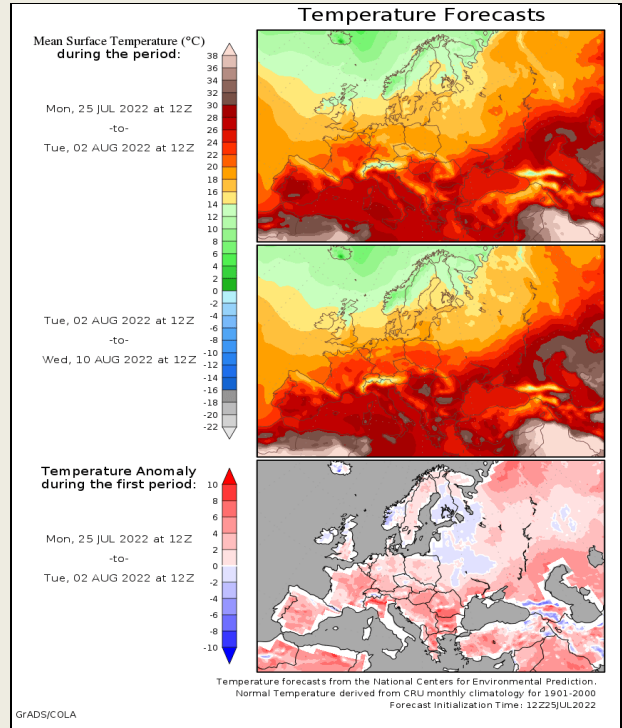 Temperature Forecasts
Mean Surface Temperature (°C)
during the period:
Mon, 25 JUL 2022 at 12Z
-to-
Tue, 02 AUG 2022 at 12Z
38
36
34
32
30
28
26
24
22
20
18
16
14
12
10
8
6
4
2
0
-2
-4
-6
-8
-10
-12
-14
-16
-18
-20
-22
Tue, 02 AUG 2022 at 12Z
-to-
Wed, 10 AUG 2022 at 12Z
Temperature Anomaly
during the first period:
Mon, 25 JUL 2022 at 12Z
-to-
Tue, 02 AUG 2022 at 12Z
10
8
6
4
2
0
-2
-4
-6
-8
-10
Temperature forecasts from the National Centers for Environmental Prediction.
Normal Temperature derived from CRU monthly climatology for 1901-2000
Forecast Initialization Time: 12Z25JUL2022
GrADS/COLA